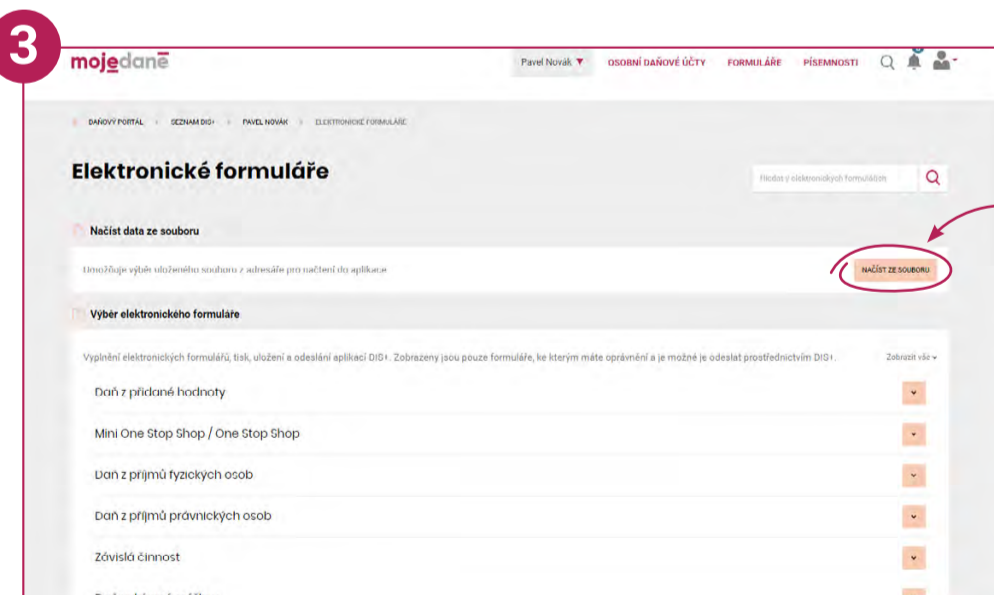 3
mojedaně
Pavel Novák ▼ OSOBNÍ DAŇOVÉ ÚČTY FORMULÁŘE PÍSEMNOSTI
DAŇOVÝ PORTÁL › SEZNAM DIS+ › PAVEL NOVÁK › ELEKTRONICKÉ FORMULÁŘE
Elektronické formuláře
Hledat v elektronických formulářích
Načíst data ze souboru
Umožňuje výběr uloženého souboru z adresáře pro načtení do aplikace
NAČÍST ZE SOUBORU
Výběr elektronického formuláře
Vyplnění elektronických formulářů, tisk, uložení a odeslání aplikací DIS+. Zobrazeny jsou pouze formuláře, ke kterým máte oprávnění a je možné je odeslat prostřednictvím DIS+.
Zobrazit vše
Daň z přidané hodnoty
Mini One Stop Shop / One Stop Shop
Daň z příjmů fyzických osob
Daň z příjmů právnických osob
Závislá činnost